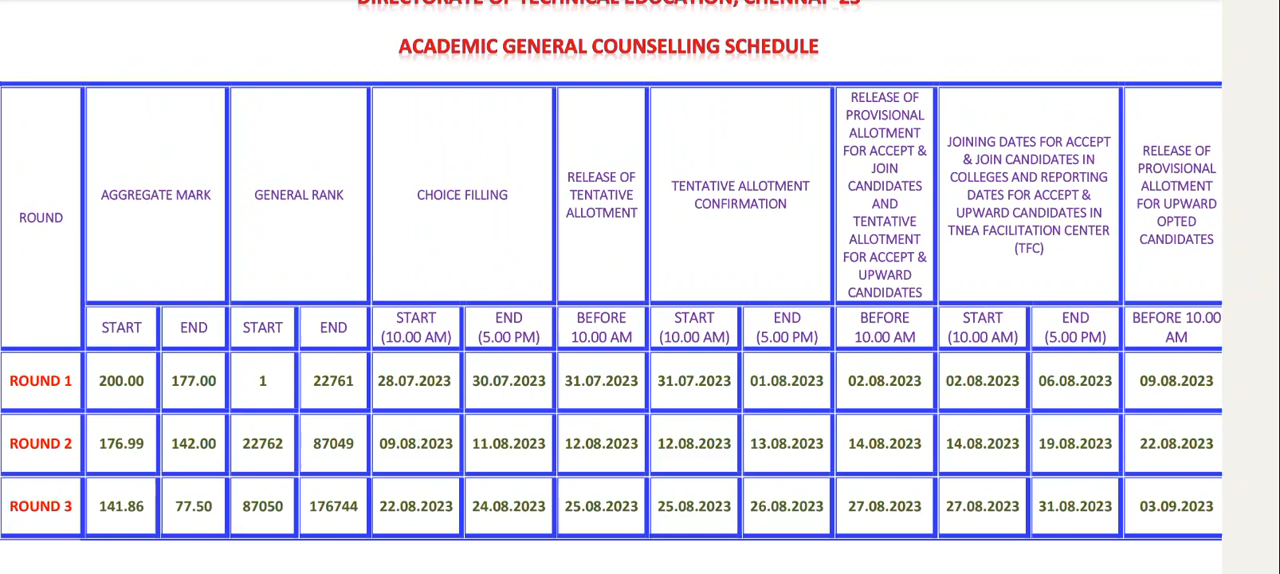 DIRECTORATE OF TECHNICAL EDUCATION, CHENNAI -25
ACADEMIC GENERAL COUNSELLING SCHEDULE
ROUND
AGGREGATE MARK
GENERAL RANK
CHOICE FILLING
RELEASE OF
TENTATIVE
ALLOTMENT
TENTATIVE ALLOTMENT
CONFIRMATION
RELEASE OF
PROVISIONAL
ALLOTMENT
FOR ACCEPT &
JOIN
CANDIDATES
AND
TENTATIVE
ALLOTMENT
FOR ACCEPT &
UPWARD
CANDIDATES
JOINING DATES FOR ACCEPT
& JOIN CANDIDATES IN
COLLEGES AND REPORTING
DATES FOR ACCEPT &
UPWARD CANDIDATES IN
TNEA FACILITATION CENTER
(TFC)
RELEASE OF
PROVISIONAL
ALLOTMENT
FOR UPWARD
OPTED
CANDIDATES
START END START END START (10.00 AM) END (5.00 PM) BEFORE 10.00 AM START (10.00 AM) END (5.00 PM) BEFORE 10.00 AM START (10.00 AM) END (5.00 PM) BEFORE 10.00 AM
ROUND 1 200.00 177.00 1 22761 28.07.2023 30.07.2023 31.07.2023 31.07.2023 01.08.2023 02.08.2023 02.08.2023 06.08.2023 09.08.2023
ROUND 2 176.99 142.00 22762 87049 09.08.2023 11.08.2023 12.08.2023 12.08.2023 13.08.2023 14.08.2023 14.08.2023 19.08.2023 22.08.2023
ROUND 3 141.86 77.50 87050 176744 22.08.2023 24.08.2023 25.08.2023 25.08.2023 26.08.2023 27.08.2023 27.08.2023 31.08.2023 03.09.2023